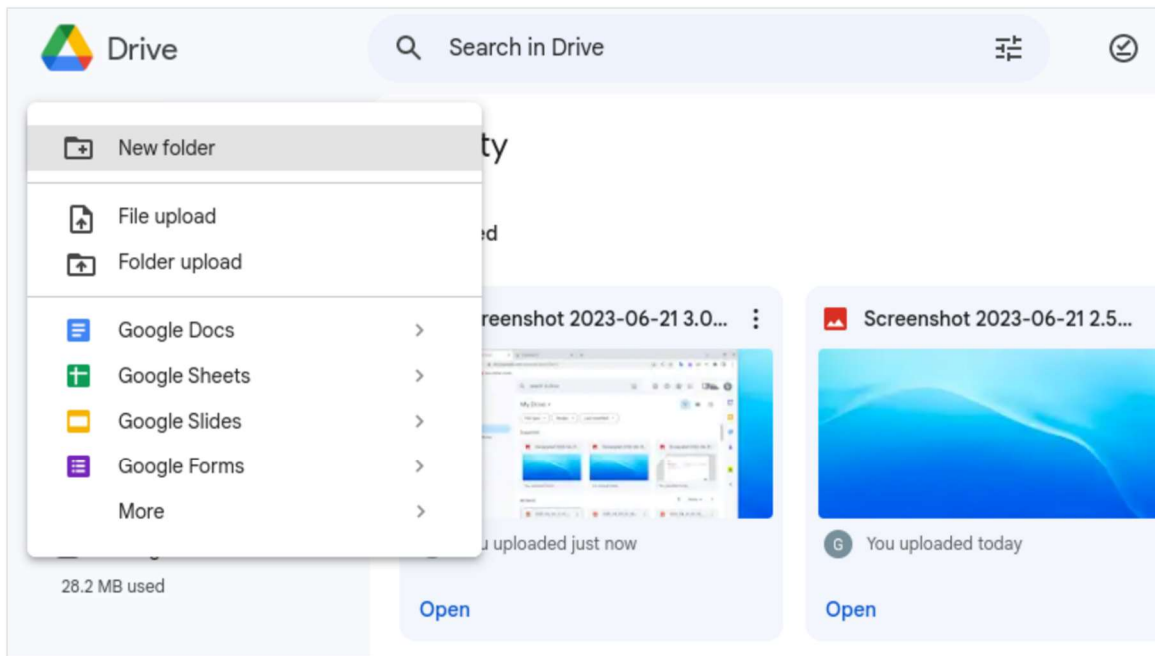 Drive
Search in Drive
New folder
ty
File upload
ed
Folder upload
reenshot 2023-06-21 3.0...
Screenshot 2023-06-21 2.5...
Google Docs
Google Sheets
Google Slides
Google Forms
More
My Drive
u uploaded just now
G
You uploaded today
28.2 MB used
Open
Open